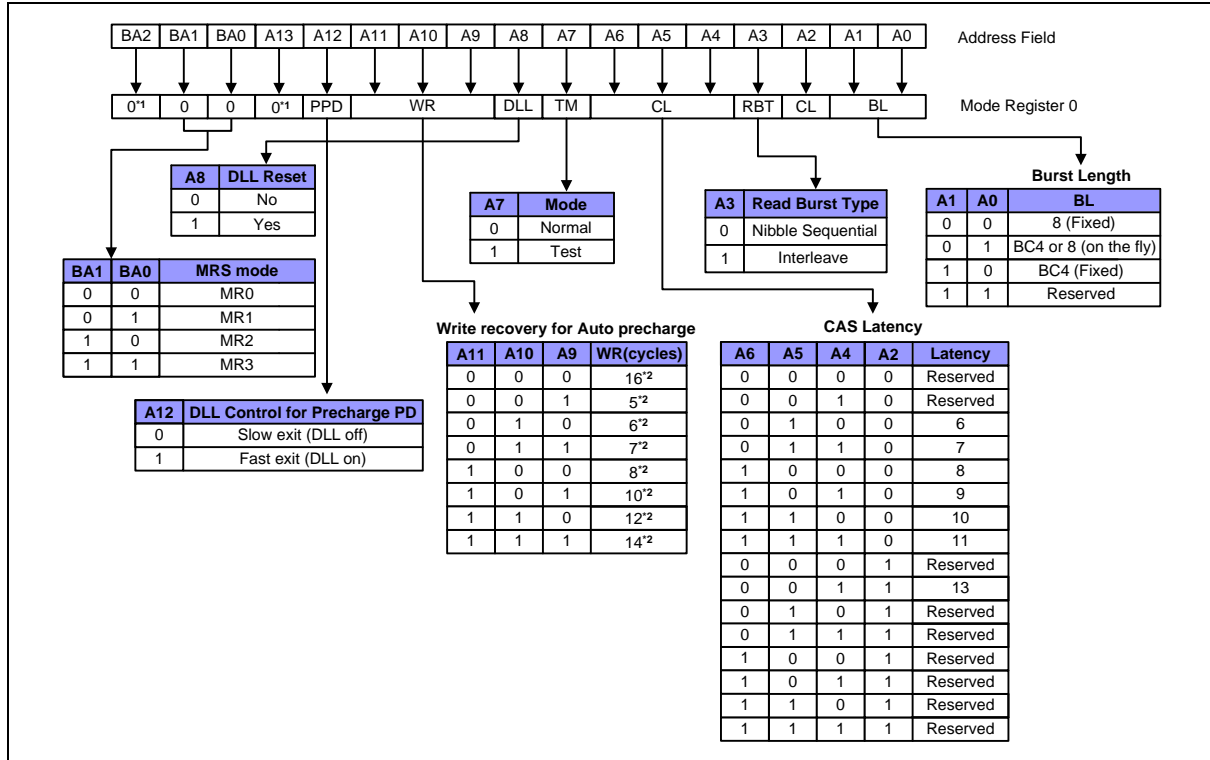 BA2 BA1 BA0 A13 A12 A11 A10 A9 A8 A7 A6 A5 A4 A3 A2 A1 A0 Address Field
0*1 0 0 0*1 PPD WR DLL TM CL RBT CL BL Mode Register 0
A8 DLL Reset
0 No
1 Yes
A7 Mode
0 Normal
1 Test
A3 Read Burst Type
0 Nibble Sequential
1 Interleave
Burst Length
A1 A0 BL
0 0 8 (Fixed)
0 1 BC4 or 8 (on the fly)
1 0 BC4 (Fixed)
1 1 Reserved
BA1 BA0 MRS mode
0 0 MR0
0 1 MR1
1 0 MR2
1 1 MR3
A12 DLL Control for Precharge PD
0 Slow exit (DLL off)
1 Fast exit (DLL on)
Write recovery for Auto precharge
A11 A10 A9 WR(cycles)
0 0 0 16*2
0 0 1 5*2
0 1 0 6*2
0 1 1 7*2
1 0 0 8*2
1 0 1 10*2
1 1 0 12*2
1 1 1 14*2
CAS Latency
A6 A5 A4 A2 Latency
0 0 0 0 Reserved
0 0 1 0 Reserved
0 1 0 0 6
0 1 1 0 7
1 0 0 0 8
1 0 1 0 9
1 1 0 0 10
1 1 1 0 11
0 0 0 1 Reserved
0 0 1 1 13
0 1 0 1 Reserved
0 1 1 1 Reserved
1 0 0 1 Reserved
1 0 1 1 Reserved
1 1 0 1 Reserved
1 1 1 1 Reserved